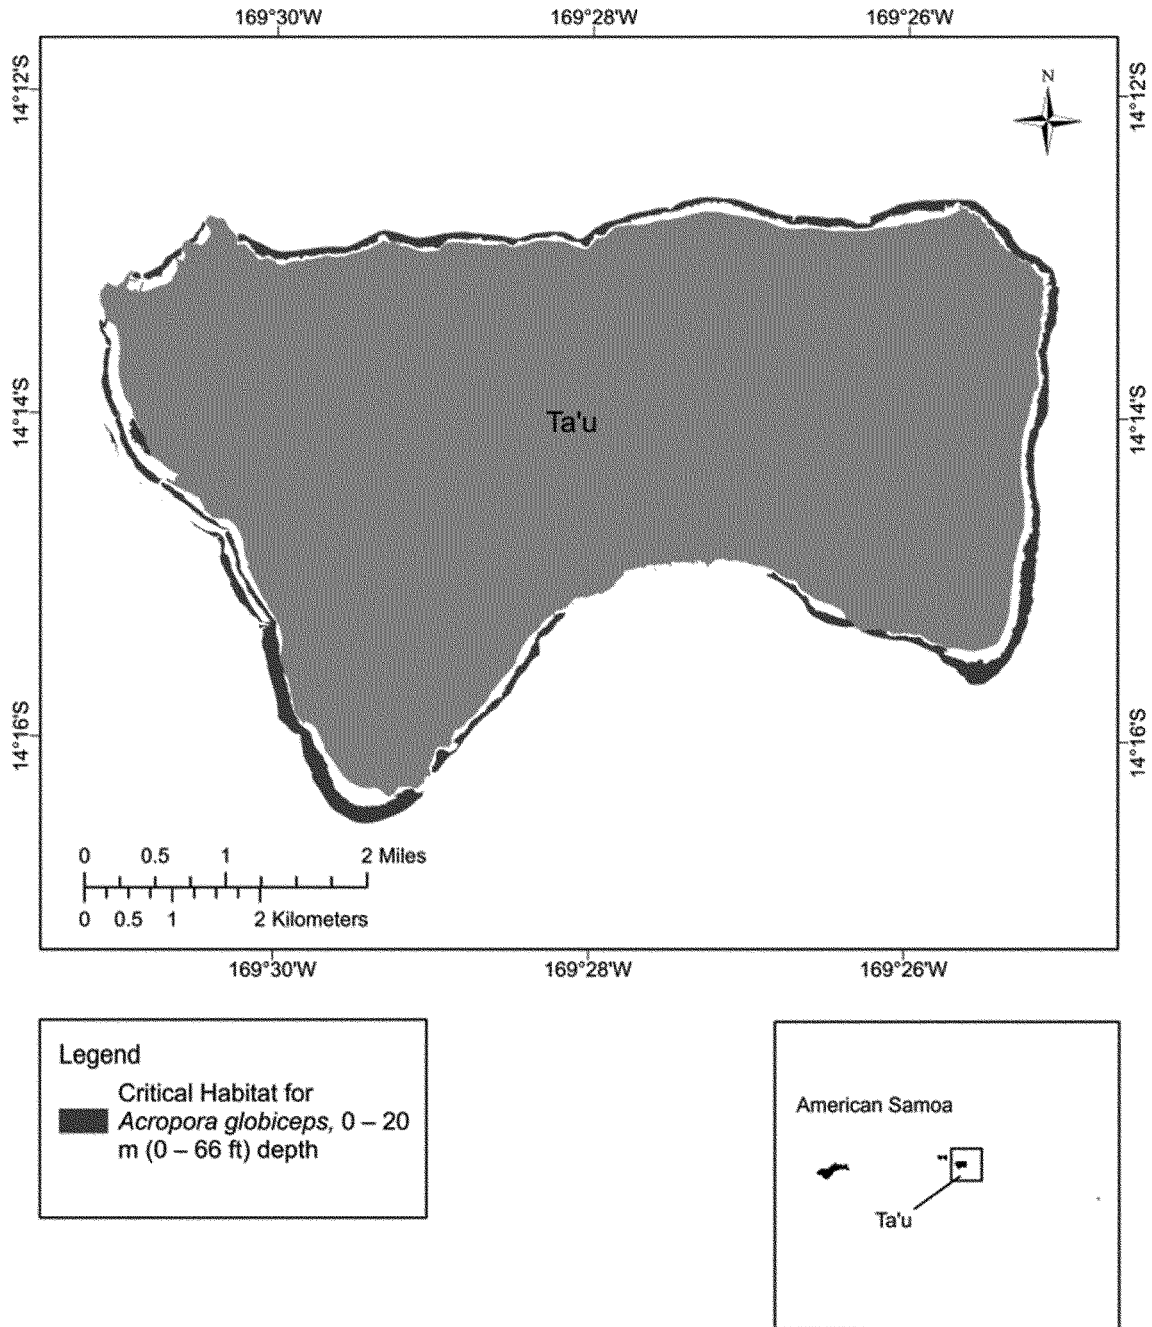 169°30'W 169°28'W 169°26'W
14°12'S 14°12'S
N
14°14'S 14°14'S
Ta'u
14°16'S 14°16'S
0 0.5 1 2 Miles
0 0.5 1 2 Kilometers
169°30'W 169°28'W 169°26'W
Legend
Critical Habitat for
Acropora globiceps, 0 – 20
m (0 – 66 ft) depth
American Samoa
Ta'u